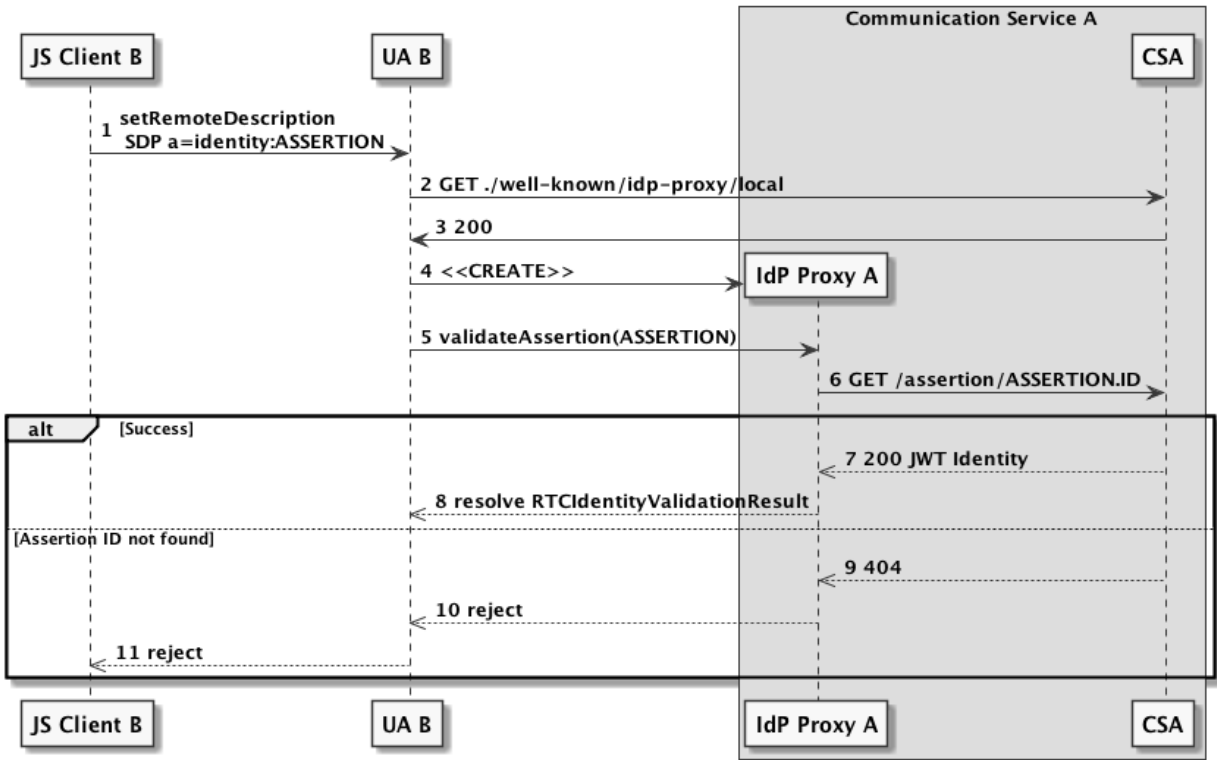 Communication Service A
JS Client B
UA B
CSA
1 setRemoteDescription
SDP a=identity:ASSERTION
2 GET ./well-known/idp-proxy/local
3 200
4 <<CREATE>>
IdP Proxy A
5 validateAssertion(ASSERTION)
6 GET /assertion/ASSERTION.ID
alt [Success]
7 200 JWT Identity
8 resolve RTCIdentityValidationResult
[Assertion ID not found]
9 404
10 reject
11 reject
JS Client B
UA B
IdP Proxy A
CSA